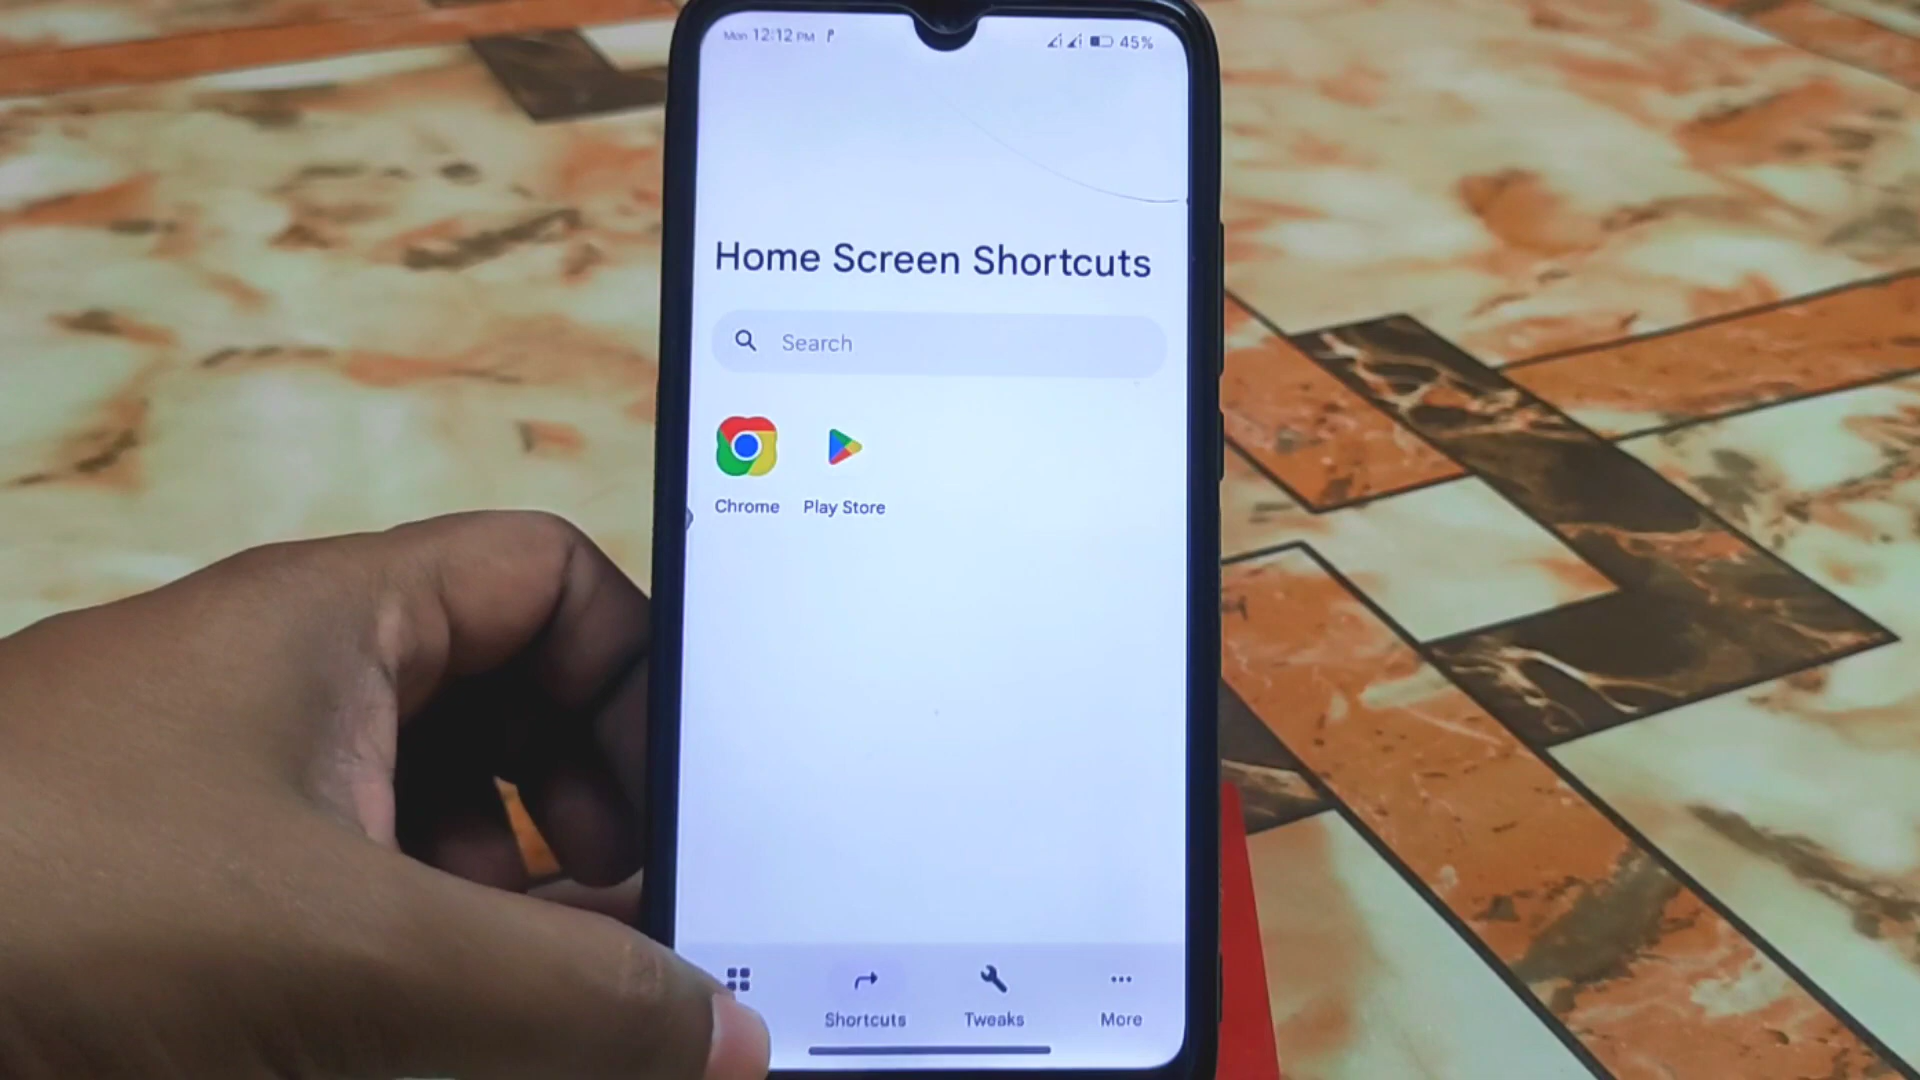 Mon 12:12 PM
45%
Home Screen Shortcuts
Search
Chrome Play Store
Shortcuts Tweaks More